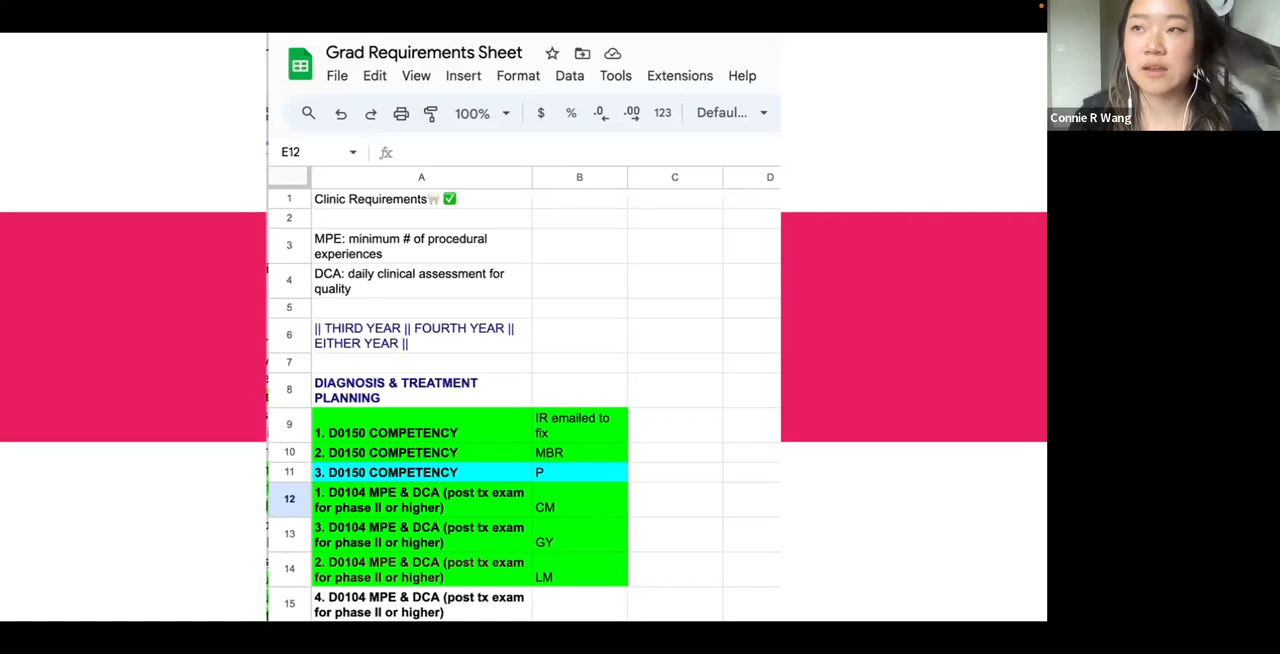 Grad Requirements Sheet
File Edit View Insert Format Data Tools Extensions Help
100% $ % .0 .00 123 Defaul...
E12 fx
A B C D
1 Clinic Requirements🦷✅
2
3 MPE: minimum # of procedural
experiences
4 DCA: daily clinical assessment for
quality
5
6 || THIRD YEAR || FOURTH YEAR ||
EITHER YEAR ||
7
8 DIAGNOSIS & TREATMENT
PLANNING
9 1. D0150 COMPETENCY IR emailed to
fix
10 2. D0150 COMPETENCY MBR
11 3. D0150 COMPETENCY P
12 1. D0104 MPE & DCA (post tx exam
for phase II or higher) CM
13 3. D0104 MPE & DCA (post tx exam
for phase II or higher) GY
14 2. D0104 MPE & DCA (post tx exam
for phase II or higher) LM
15 4. D0104 MPE & DCA (post tx exam
for phase II or higher)
Connie R Wang